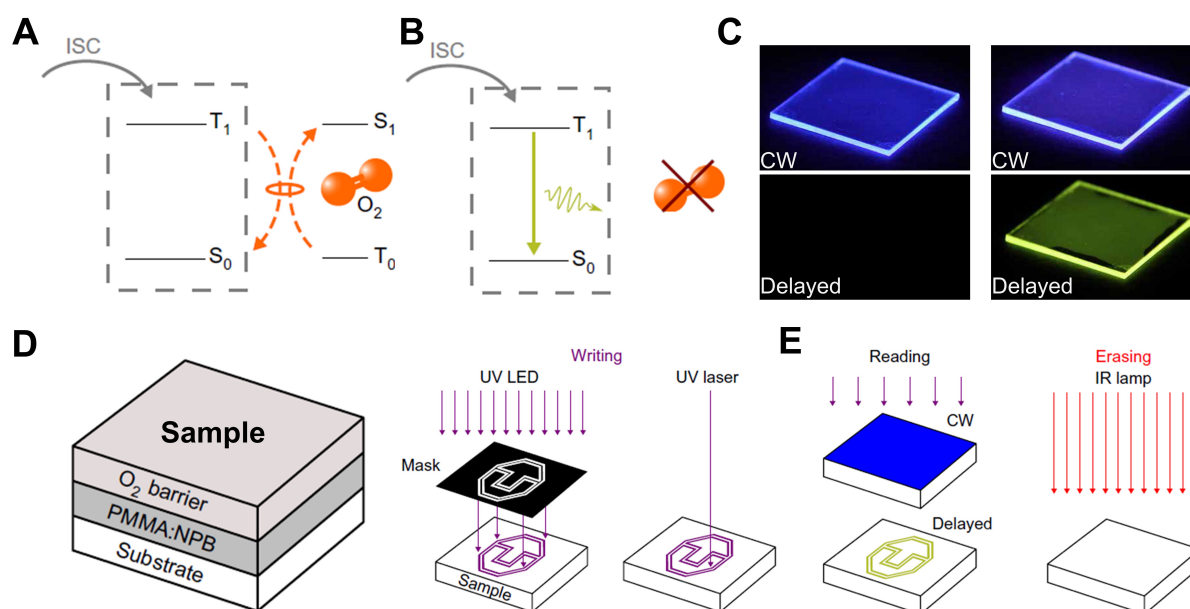 A
ISC
T1
S0
S1
O2
T0
B
ISC
T1
S0
C
CW
Delayed
CW
Delayed
D
Sample
O2 barrier
PMMA:NPB
Substrate
Writing
UV LED
UV laser
Mask
Sample
E
Reading
CW
Delayed
Erasing
IR lamp